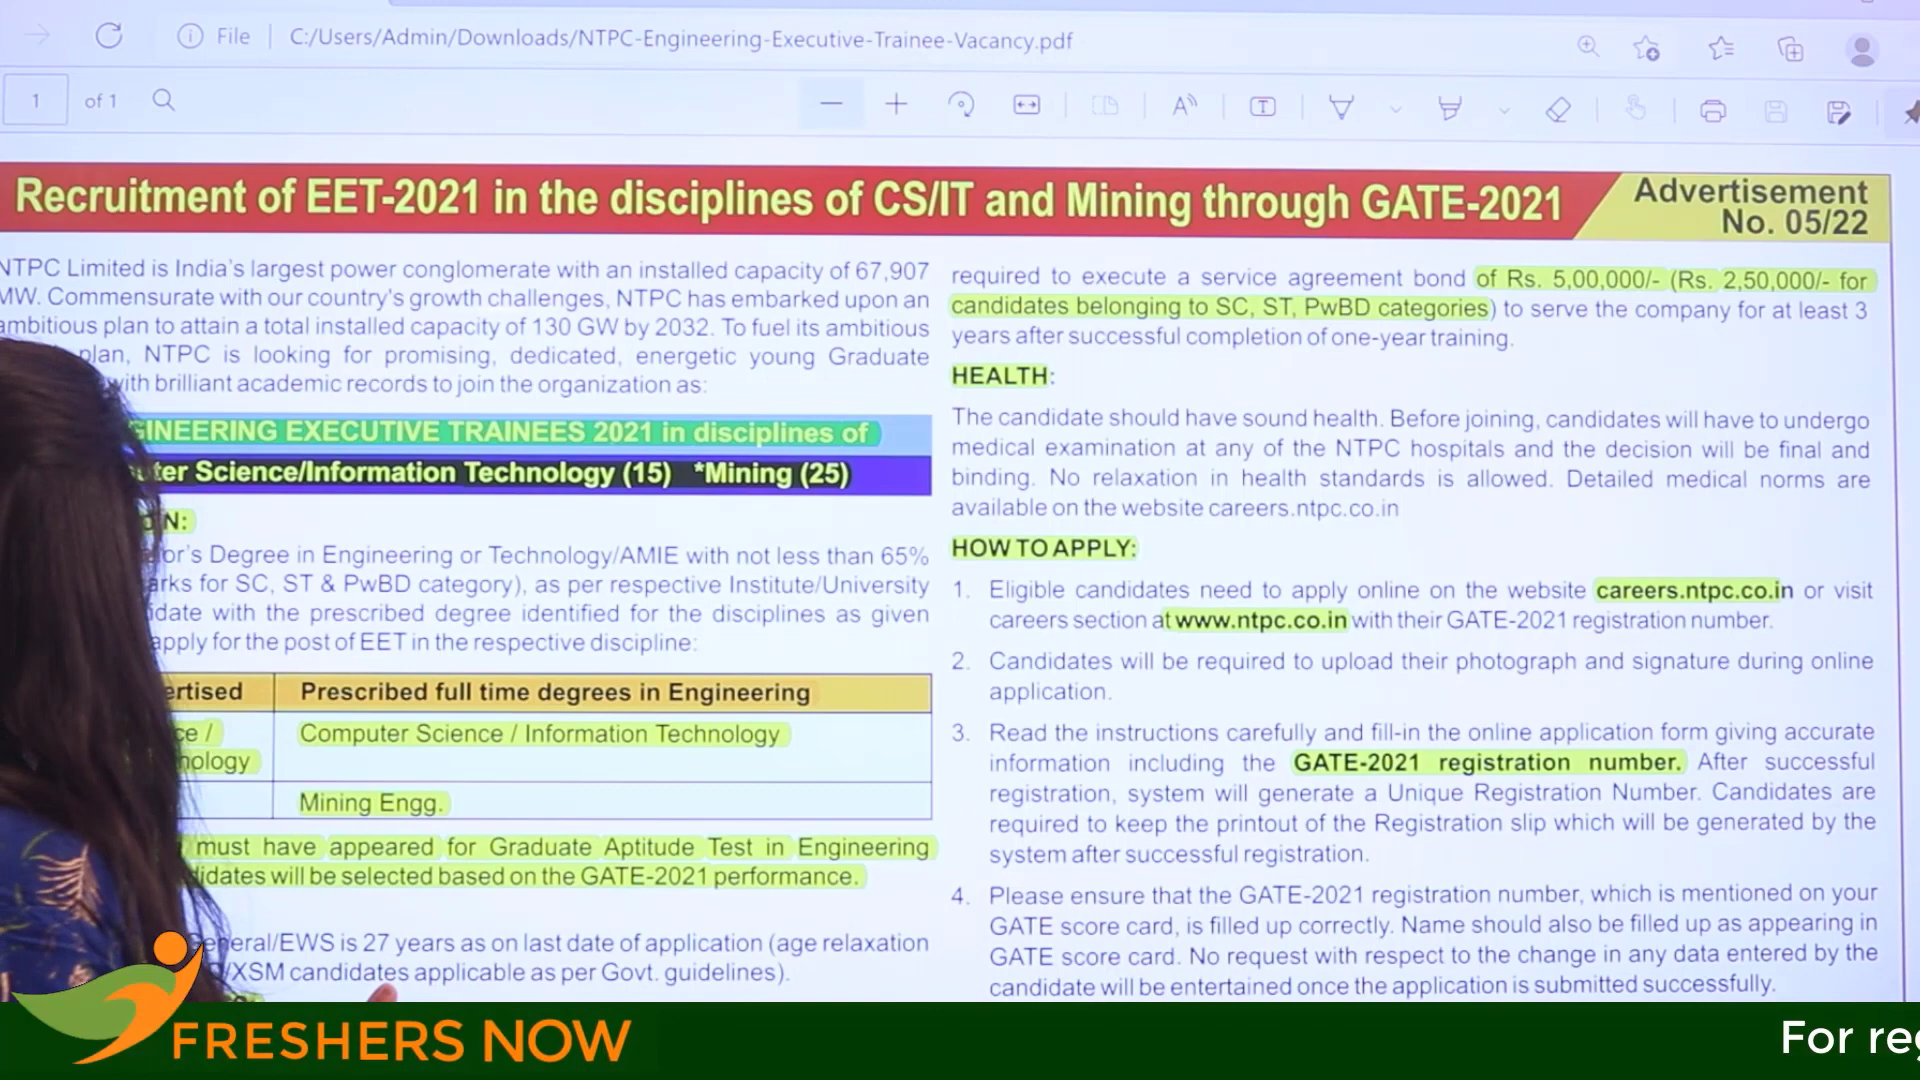 File
C:/Users/Admin/Downloads/NTPC-Engineering-Executive-Trainee-Vacancy.pdf
1 of 1
Recruitment of EET-2021 in the disciplines of CS/IT and Mining through GATE-2021
Advertisement
No. 05/22
NTPC Limited is India's largest power conglomerate with an installed capacity of 67,907
MW. Commensurate with our country's growth challenges, NTPC has embarked upon an
ambitious plan to attain a total installed capacity of 130 GW by 2032. To fuel its ambitious
plan, NTPC is looking for promising, dedicated, energetic young Graduate
with brilliant academic records to join the organization as:
GINEERING EXECUTIVE TRAINEES 2021 in disciplines of
ter Science/Information Technology (15) *Mining (25)
N:
or's Degree in Engineering or Technology/AMIE with not less than 65%
arks for SC, ST & PwBD category), as per respective Institute/University
idate with the prescribed degree identified for the disciplines as given
apply for the post of EET in the respective discipline:
ertised
Prescribed full time degrees in Engineering
ce /
Computer Science / Information Technology
nology
Mining Engg.
must have appeared for Graduate Aptitude Test in Engineering
didates will be selected based on the GATE-2021 performance.
General/EWS is 27 years as on last date of application (age relaxation
/XSM candidates applicable as per Govt. guidelines).
required to execute a service agreement bond of Rs. 5,00,000/- (Rs. 2,50,000/- for
candidates belonging to SC, ST, PwBD categories) to serve the company for at least 3
years after successful completion of one-year training.
HEALTH:
The candidate should have sound health. Before joining, candidates will have to undergo
medical examination at any of the NTPC hospitals and the decision will be final and
binding. No relaxation in health standards is allowed. Detailed medical norms are
available on the website careers.ntpc.co.in
HOW TO APPLY:
1. Eligible candidates need to apply online on the website careers.ntpc.co.in or visit
careers section at www.ntpc.co.in with their GATE-2021 registration number.
2. Candidates will be required to upload their photograph and signature during online
application.
3. Read the instructions carefully and fill-in the online application form giving accurate
information including the GATE-2021 registration number. After successful
registration, system will generate a Unique Registration Number. Candidates are
required to keep the printout of the Registration slip which will be generated by the
system after successful registration.
4. Please ensure that the GATE-2021 registration number, which is mentioned on your
GATE score card, is filled up correctly. Name should also be filled up as appearing in
GATE score card. No request with respect to the change in any data entered by the
candidate will be entertained once the application is submitted successfully.
FRESHERS NOW
For reg